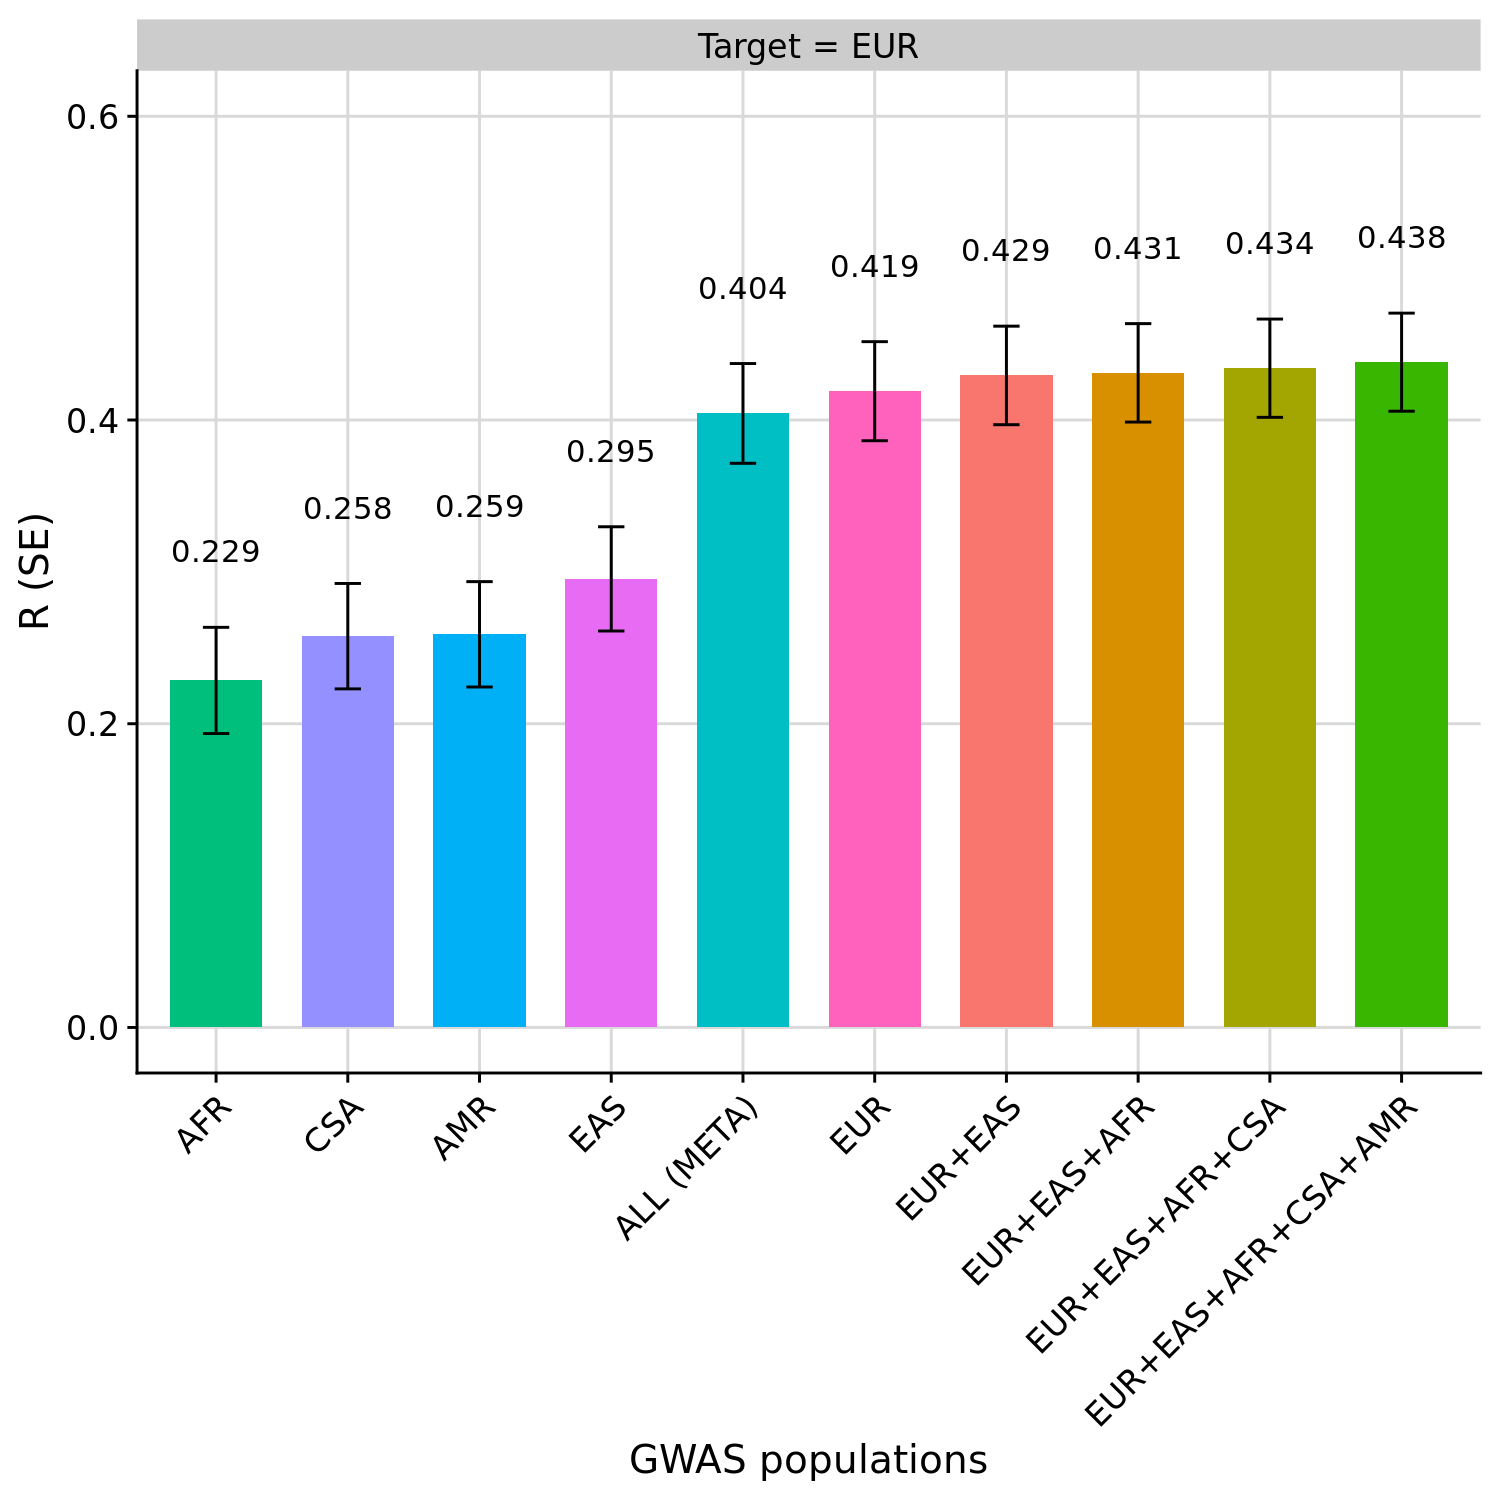 Target = EUR
0.6
0.4
0.2
0.0
R (SE)
0.229
0.258
0.259
0.295
0.404
0.419
0.429
0.431
0.434
0.438
AFR
CSA
AMR
EAS
ALL (META)
EUR
EUR+EAS
EUR+EAS+AFR
EUR+EAS+AFR+CSA
EUR+EAS+AFR+CSA+AMR
GWAS populations